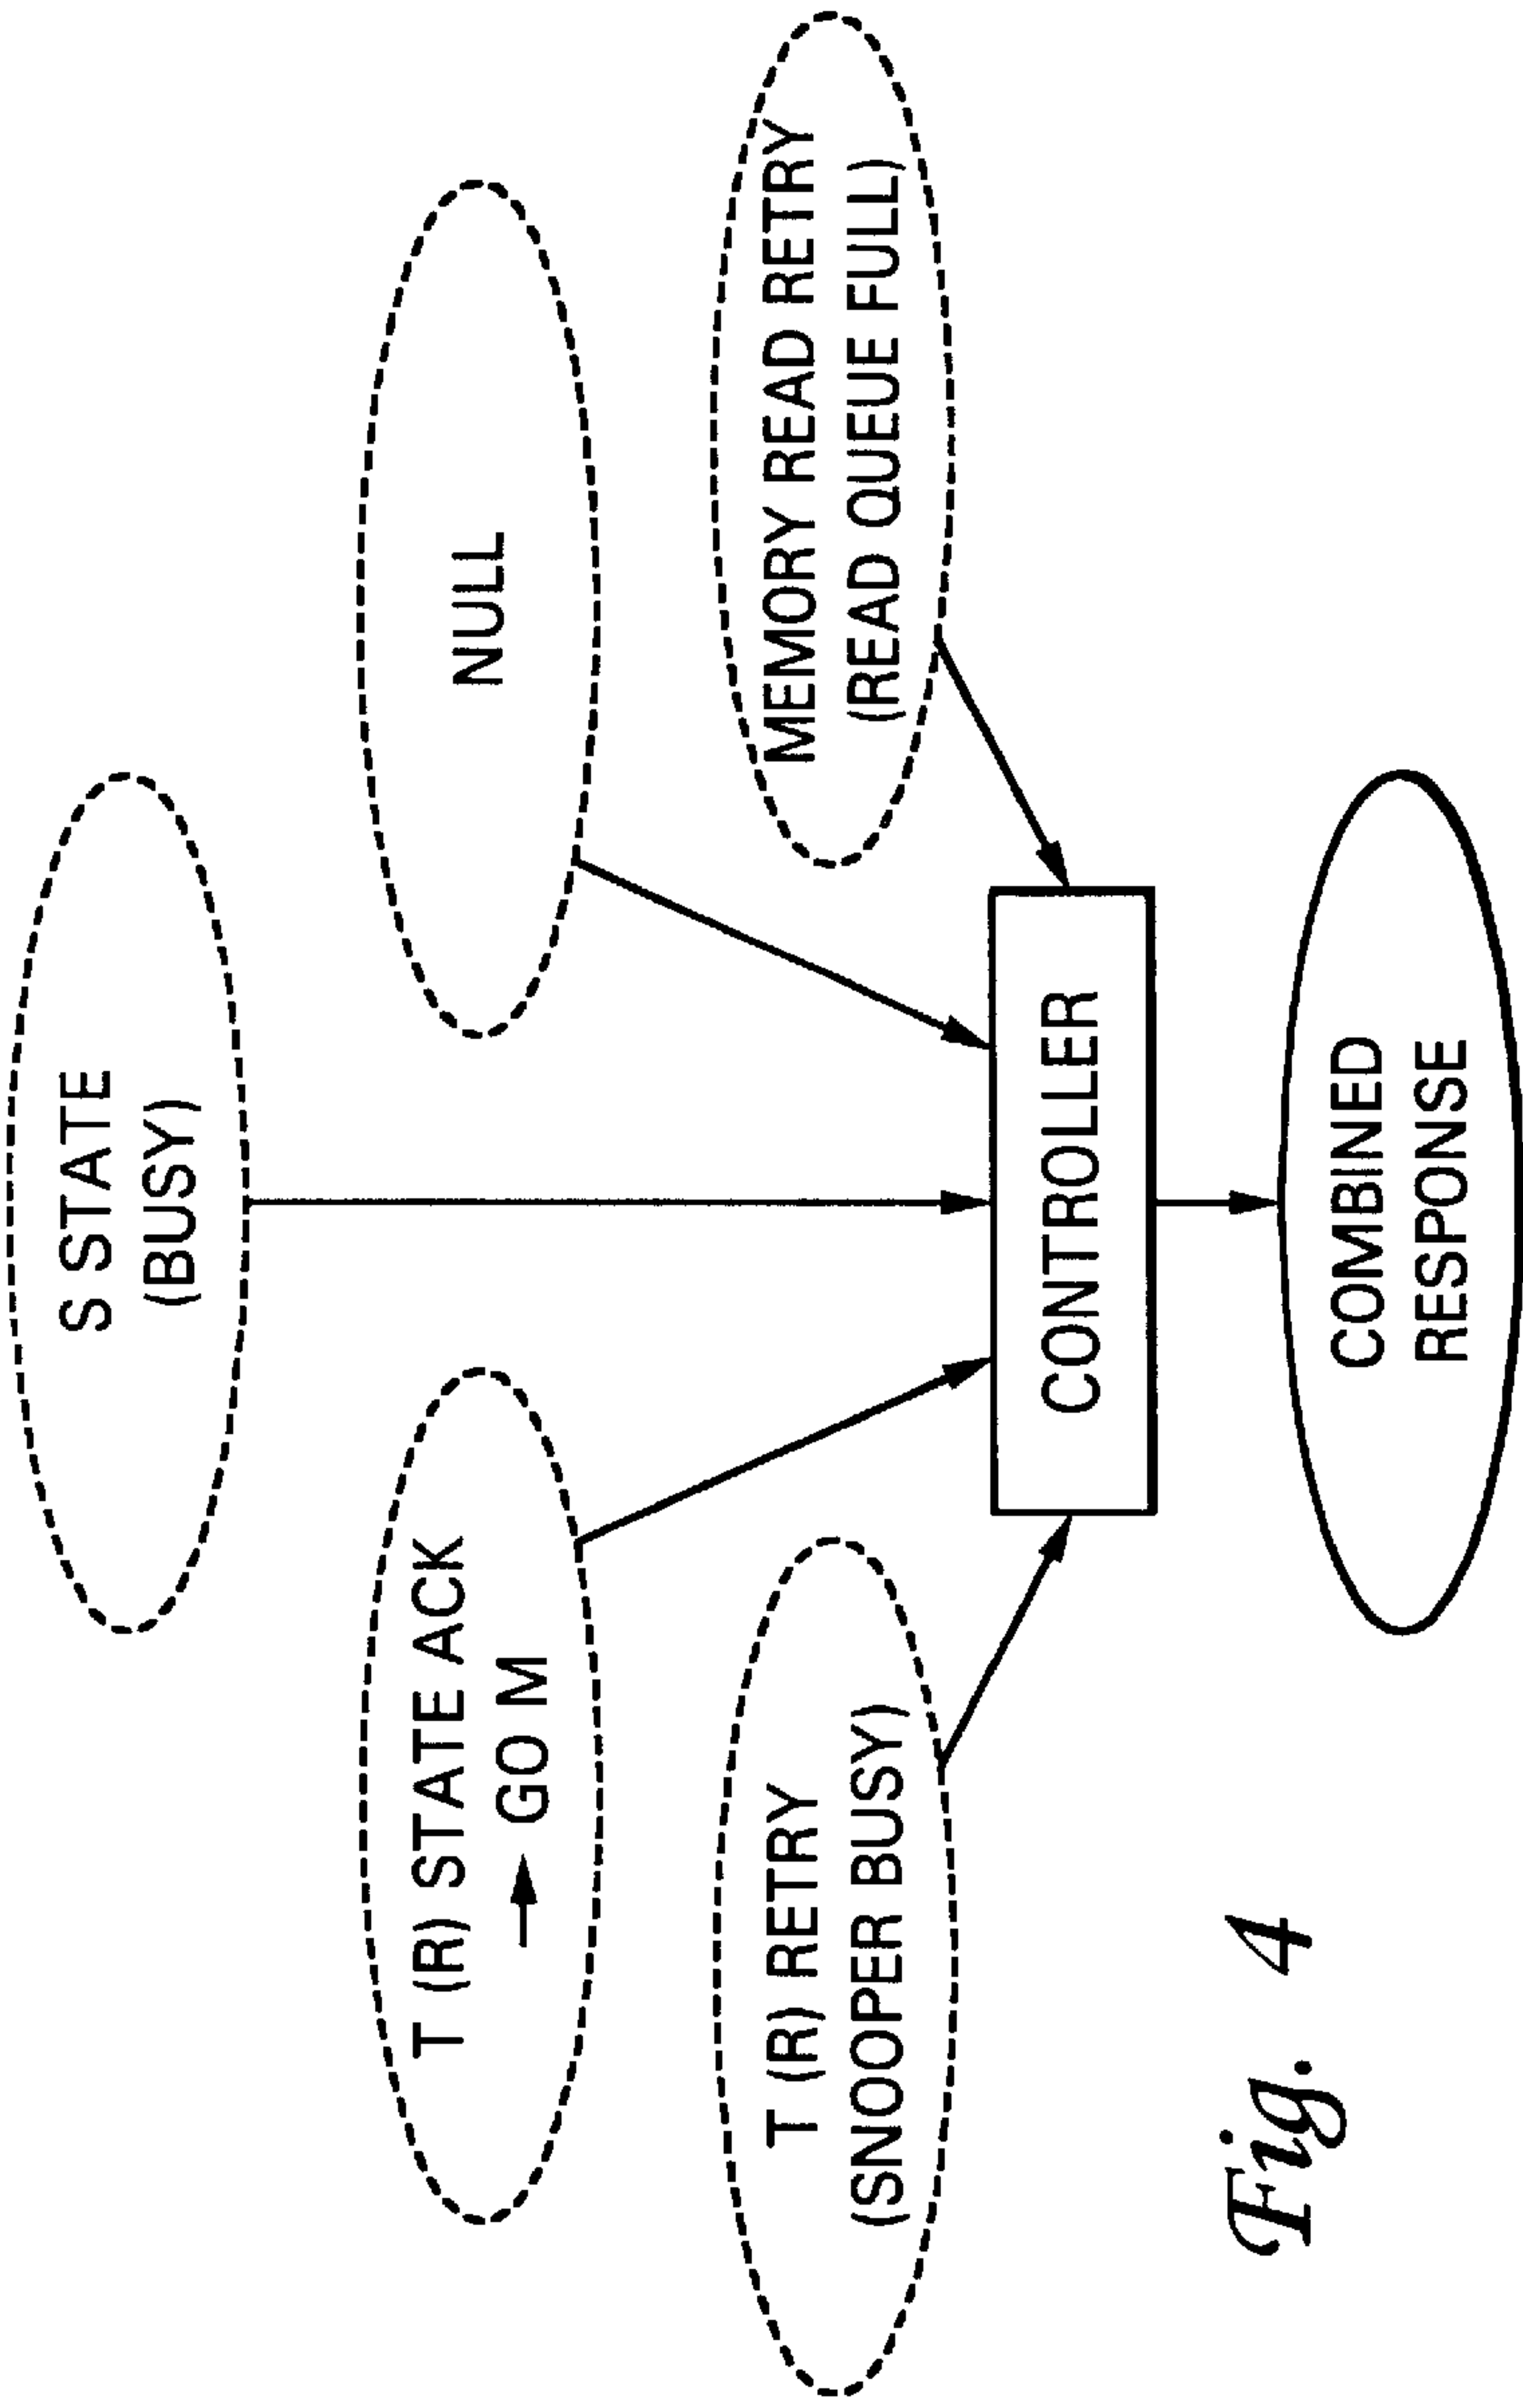 S STATE
(BUSY)
T (R) STATE ACK
→ GO M
NULL
T (R) RETRY
(SNOOPER BUSY)
MEMORY READ RETRY
(READ QUEUE FULL)
CONTROLLER
COMBINED
RESPONSE
Fig. 4